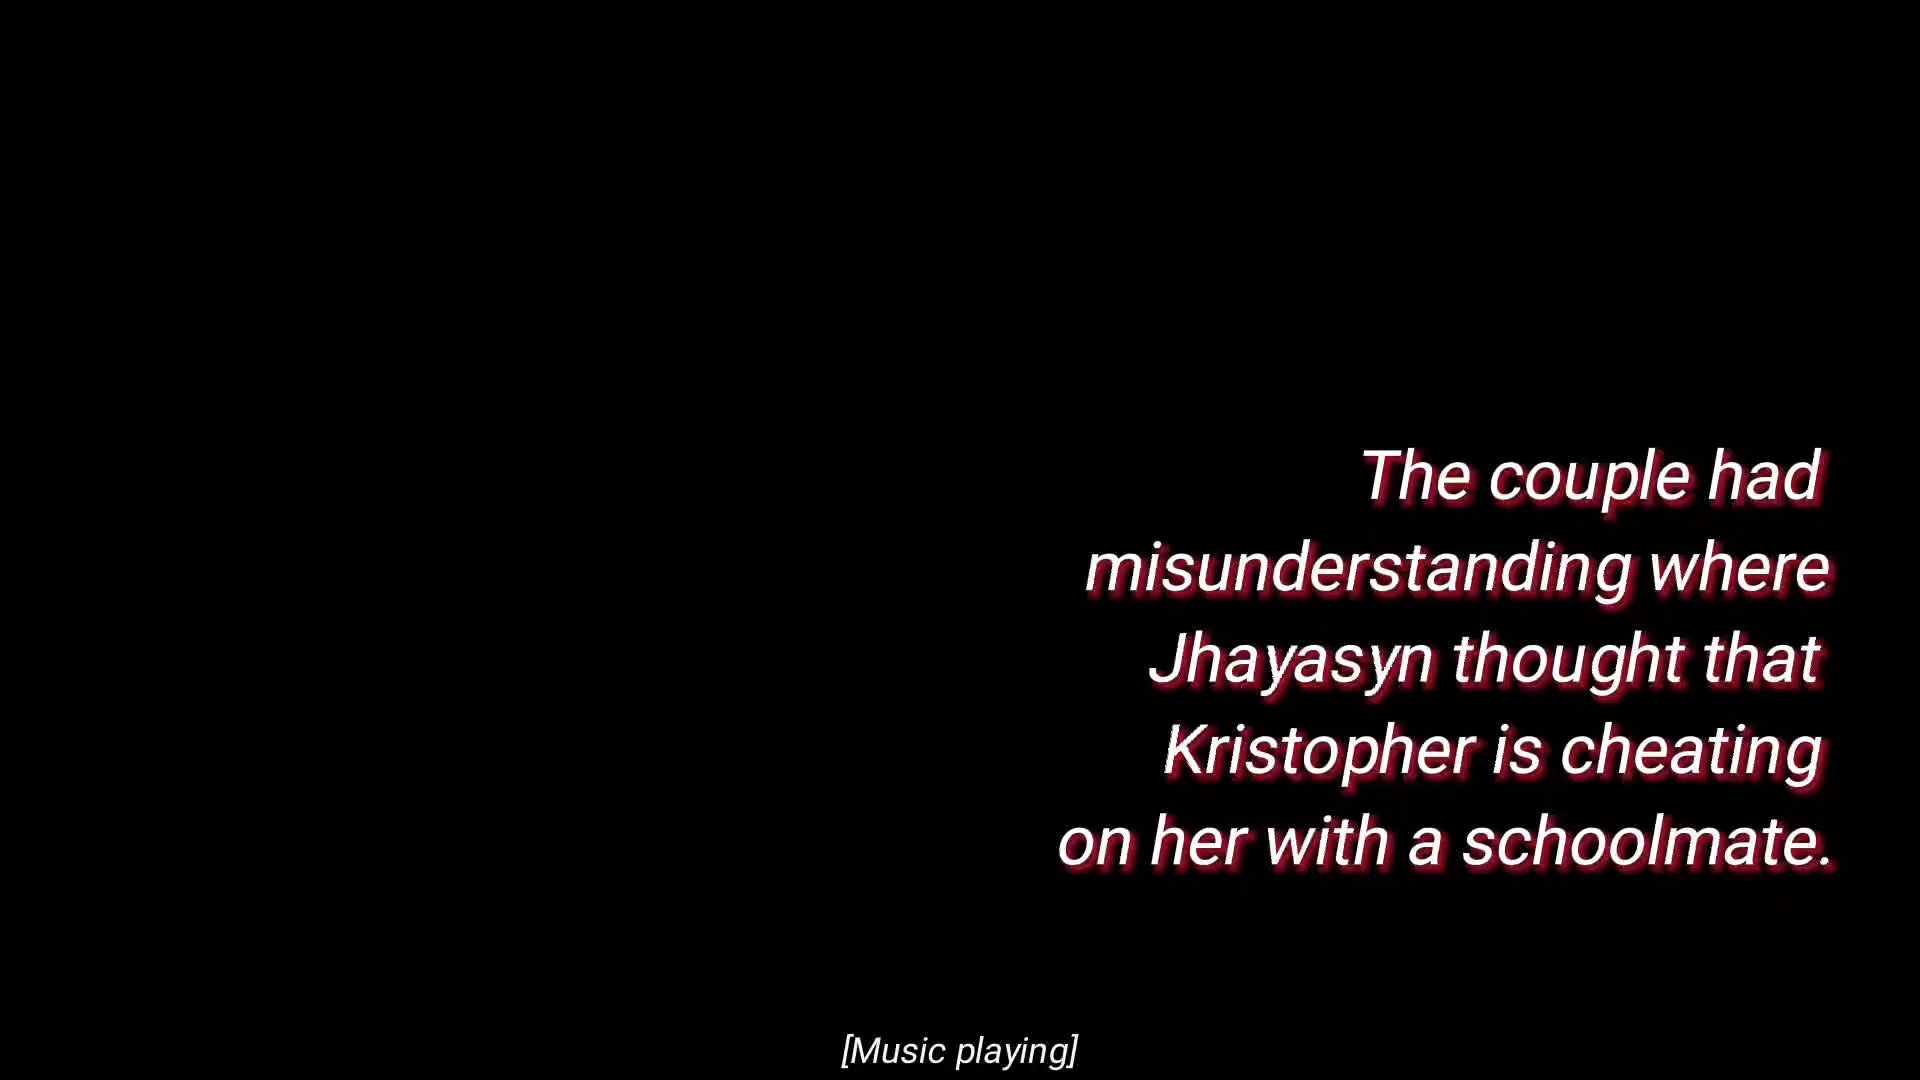 The couple had
misunderstanding where
Jhayasyn thought that
Kristopher is cheating
on her with a schoolmate.
[Music playing]